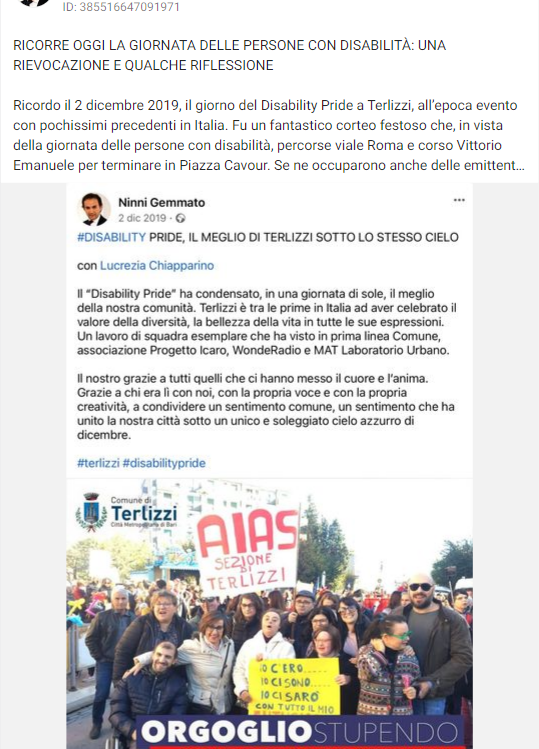 ID: 385516647091971
RICORRE OGGI LA GIORNATA DELLE PERSONE CON DISABILITÀ: UNA
RIEVOCAZIONE E QUALCHE RIFLESSIONE
Ricordo il 2 dicembre 2019, il giorno del Disability Pride a Terlizzi, all'epoca evento
con pochissimi precedenti in Italia. Fu un fantastico corteo festoso che, in vista
della giornata delle persone con disabilità, percorse viale Roma e corso Vittorio
Emanuele per terminare in Piazza Cavour. Se ne occuparono anche delle emittent...
Ninni Gemmato
2 dic 2019 ·
#DISABILITY PRIDE, IL MEGLIO DI TERLIZZI SOTTO LO STESSO CIELO
con Lucrezia Chiapparino
Il “Disability Pride” ha condensato, in una giornata di sole, il meglio
della nostra comunità. Terlizzi è tra le prime in Italia ad aver celebrato il
valore della diversità, la bellezza della vita in tutte le sue espressioni.
Un lavoro di squadra esemplare che ha visto in prima linea Comune,
associazione Progetto Icaro, WondeRadio e MAT Laboratorio Urbano.
Il nostro grazie a tutti quelli che ci hanno messo il cuore e l'anima.
Grazie a chi era lì con noi, con la propria voce e con la propria
creatività, a condividere un sentimento comune, un sentimento che ha
unito la nostra città sotto un unico e soleggiato cielo azzurro di
dicembre.
#terlizzi #disabilitypride
Comune di
Terlizzi
Città Metropolitana di Bari
AIAS
SEZIONE
DI
TERLIZZI
IO C'ERO.....
IO CI SONO.....
IO CI SARÒ
CON TUTTO IL MIO
ORGOGLIOSTUPENDO